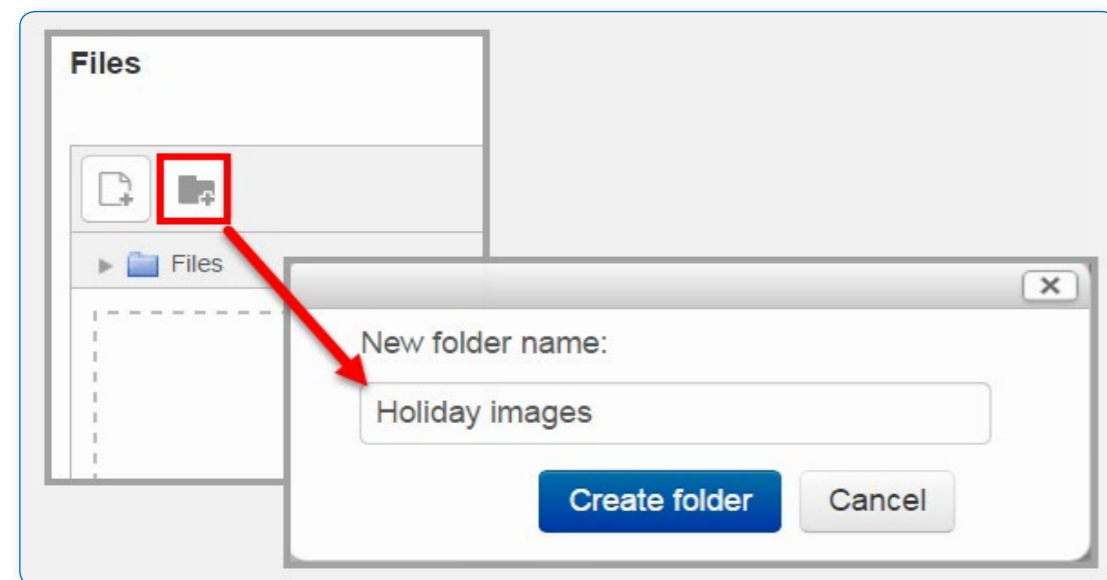 Files
Files
New folder name:
Holiday images
Create folder
Cancel